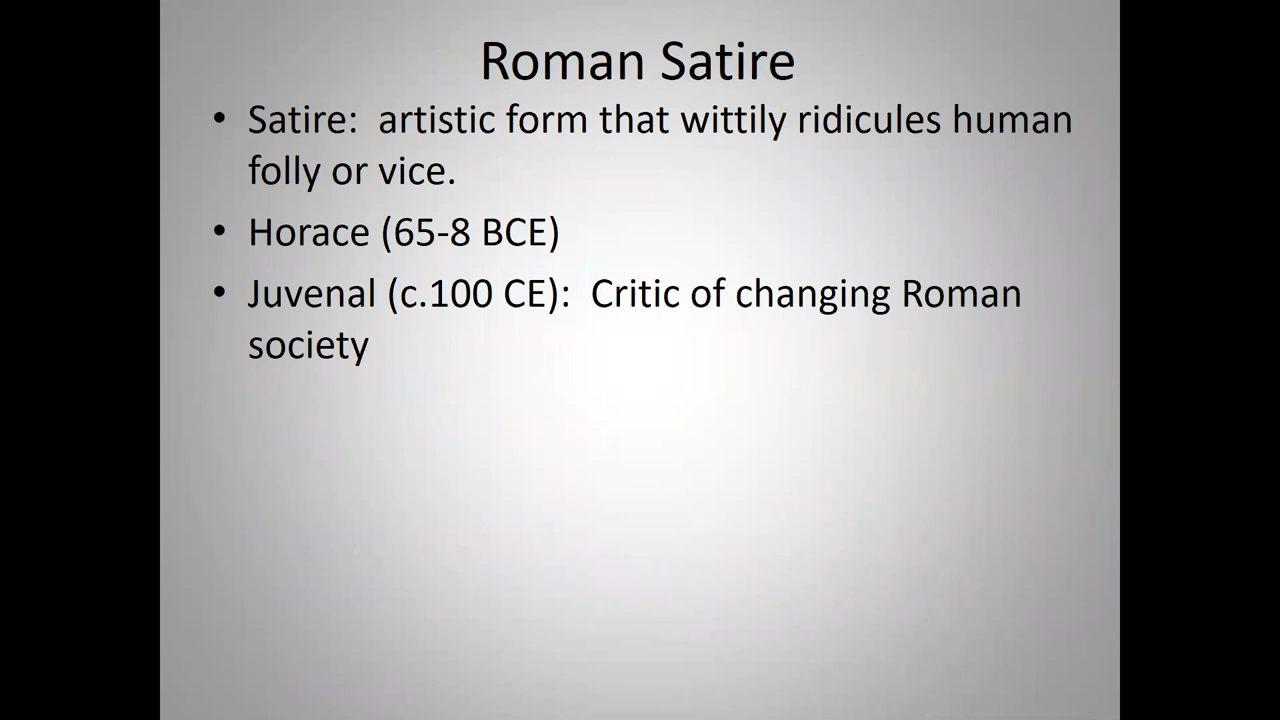 Roman Satire
• Satire:  artistic form that wittily ridicules human
folly or vice.
• Horace (65-8 BCE)
• Juvenal (c.100 CE):  Critic of changing Roman
society